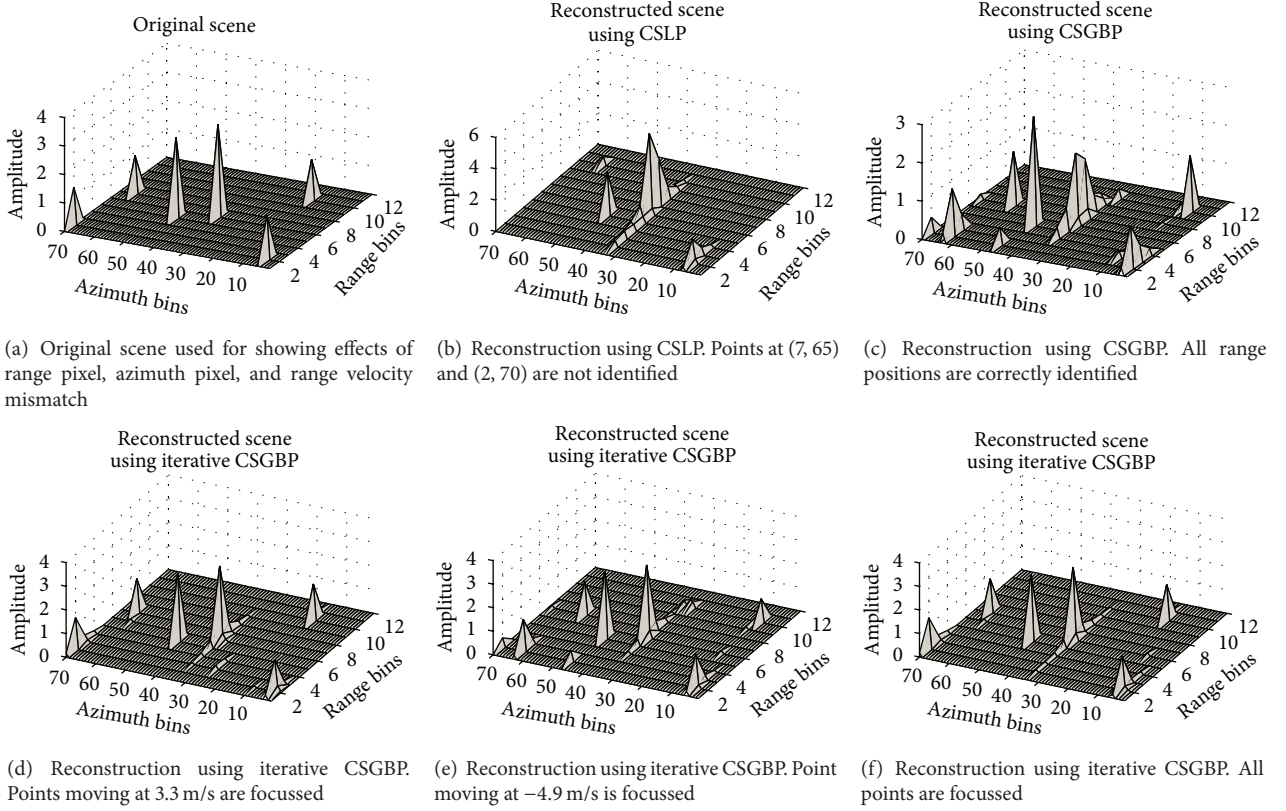 Original scene
Amplitude
4
3
2
1
0
70 60 50 40 30 20 10
Azimuth bins
2 4 6 8 10 12
Range bins
(a) Original scene used for showing effects of
range pixel, azimuth pixel, and range velocity
mismatch
Reconstructed scene
using CSLP
Amplitude
6
4
2
0
70 60 50 40 30 20 10
Azimuth bins
2 4 6 8 10 12
Range bins
(b) Reconstruction using CSLP. Points at (7, 65)
and (2, 70) are not identified
Reconstructed scene
using CSGBP
Amplitude
3
2
1
0
70 60 50 40 30 20 10
Azimuth bins
2 4 6 8 10 12
Range bins
(c) Reconstruction using CSGBP. All range
positions are correctly identified
Reconstructed scene
using iterative CSGBP
Amplitude
4
3
2
1
0
70 60 50 40 30 20 10
Azimuth bins
2 4 6 8 10 12
Range bins
(d) Reconstruction using iterative CSGBP.
Points moving at 3.3 m/s are focussed
Reconstructed scene
using iterative CSGBP
Amplitude
4
3
2
1
0
70 60 50 40 30 20 10
Azimuth bins
2 4 6 8 10 12
Range bins
(e) Reconstruction using iterative CSGBP. Point
moving at −4.9 m/s is focussed
Reconstructed scene
using iterative CSGBP
Amplitude
4
3
2
1
0
70 60 50 40 30 20 10
Azimuth bins
2 4 6 8 10 12
Range bins
(f) Reconstruction using iterative CSGBP. All
points are focussed